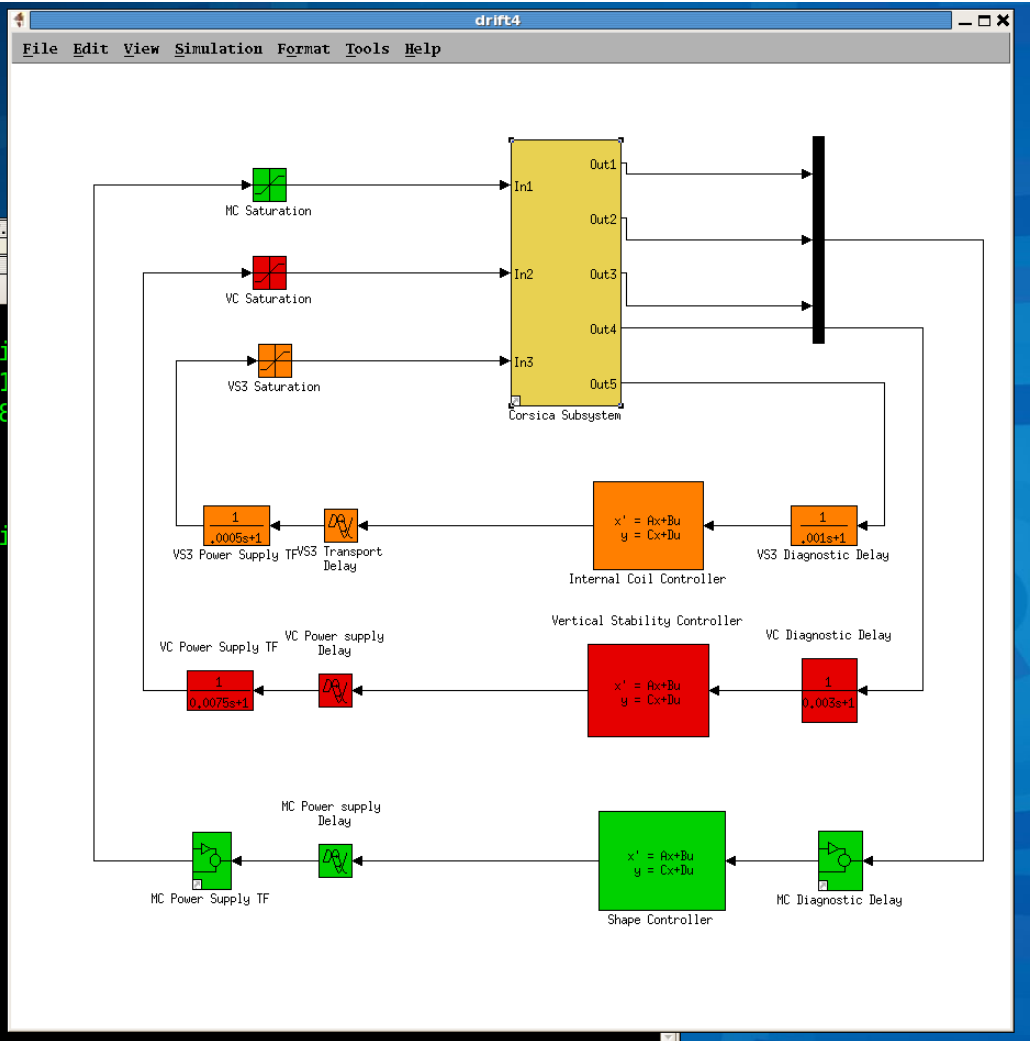 drift4
File Edit View Simulation Format Tools Help
Out1
In1
MC Saturation
Out2
In2
Out3
VC Saturation
Out4
In3
VS3 Saturation
Out5
Corsica Subsystem
1
.0005s+1
VS3 Power Supply TF
VS3 Transport
Delay
x' = Ax+Bu
y = Cx+Du
Internal Coil Controller
1
.001s+1
VS3 Diagnostic Delay
Vertical Stability Controller
VC Power Supply TF
VC Power supply
Delay
VC Diagnostic Delay
1
0.0075s+1
x' = Ax+Bu
y = Cx+Du
1
0.003s+1
MC Power supply
Delay
x' = Ax+Bu
y = Cx+Du
MC Power Supply TF
Shape Controller
MC Diagnostic Delay